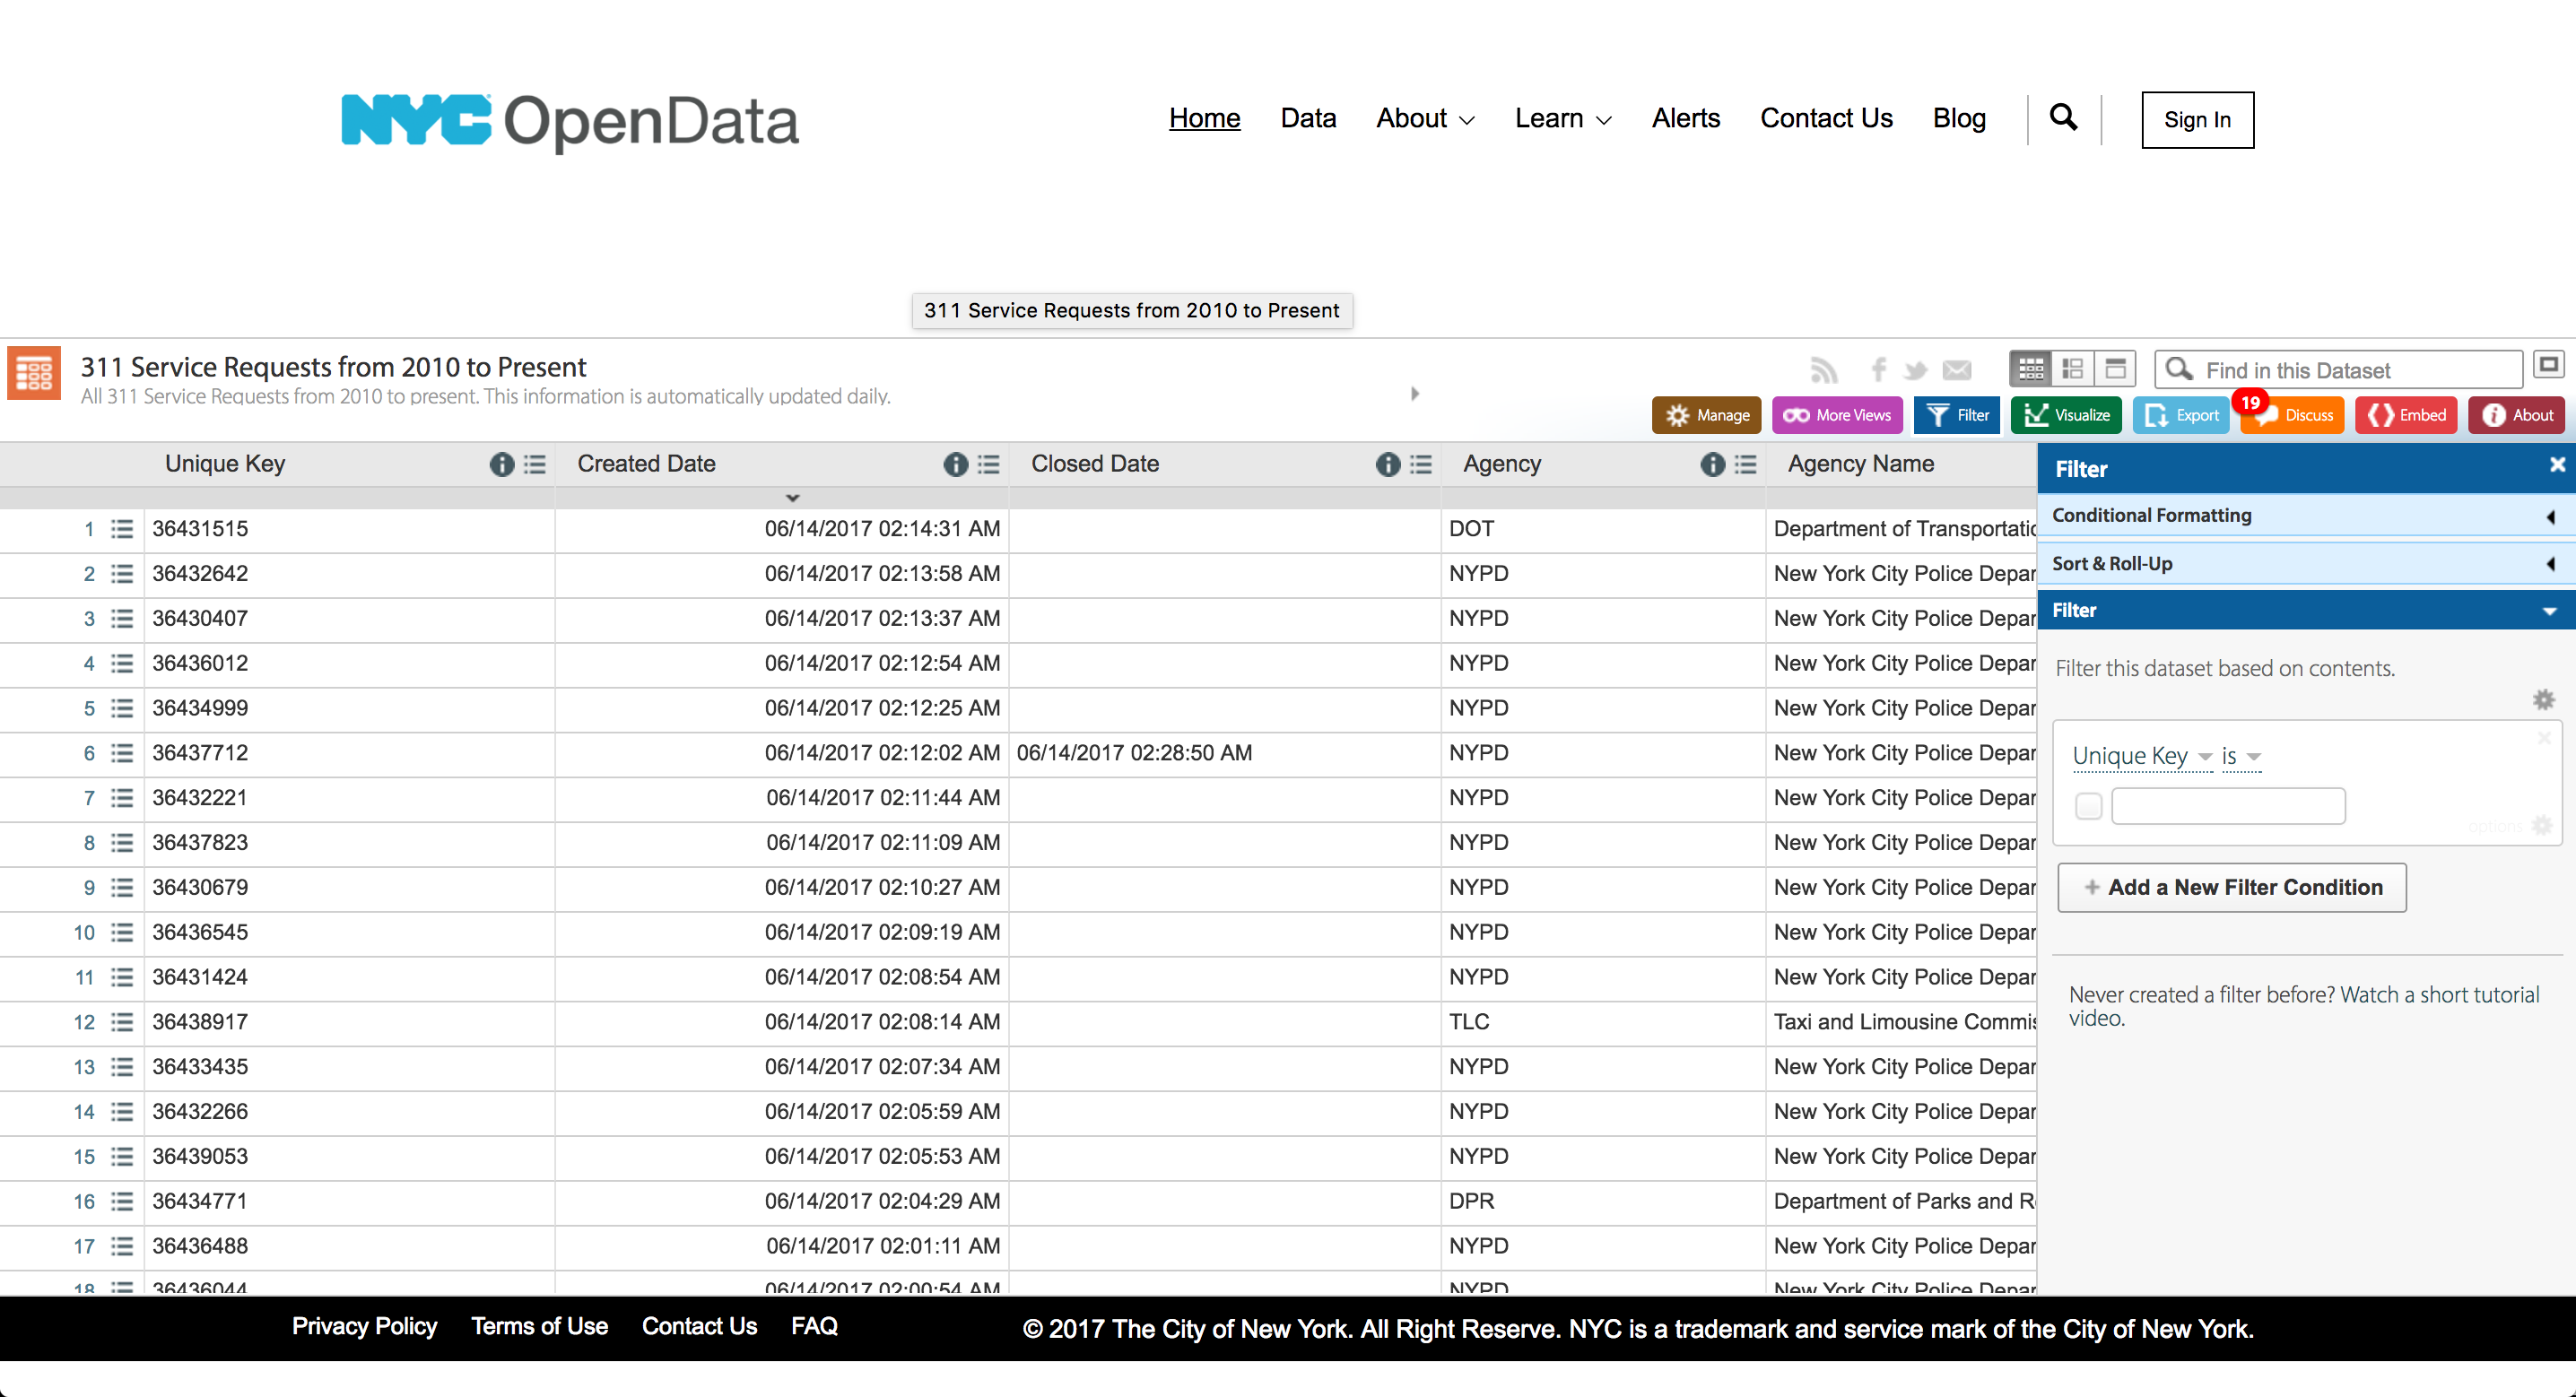 NYC OpenData
Home Data About Learn Alerts Contact Us Blog Sign In
311 Service Requests from 2010 to Present
311 Service Requests from 2010 to Present
All 311 Service Requests from 2010 to present. This information is automatically updated daily.
Find in this Dataset
Manage More Views Filter Visualize Export 19 Discuss Embed About
Unique Key Created Date Closed Date Agency Agency Name
1 36431515 06/14/2017 02:14:31 AM DOT Department of Transportatic
2 36432642 06/14/2017 02:13:58 AM NYPD New York City Police Depar
3 36430407 06/14/2017 02:13:37 AM NYPD New York City Police Depar
4 36436012 06/14/2017 02:12:54 AM NYPD New York City Police Depar
5 36434999 06/14/2017 02:12:25 AM NYPD New York City Police Depar
6 36437712 06/14/2017 02:12:02 AM 06/14/2017 02:28:50 AM NYPD New York City Police Depar
7 36432221 06/14/2017 02:11:44 AM NYPD New York City Police Depar
8 36437823 06/14/2017 02:11:09 AM NYPD New York City Police Depar
9 36430679 06/14/2017 02:10:27 AM NYPD New York City Police Depar
10 36436545 06/14/2017 02:09:19 AM NYPD New York City Police Depar
11 36431424 06/14/2017 02:08:54 AM NYPD New York City Police Depar
12 36438917 06/14/2017 02:08:14 AM TLC Taxi and Limousine Commis
13 36433435 06/14/2017 02:07:34 AM NYPD New York City Police Depar
14 36432266 06/14/2017 02:05:59 AM NYPD New York City Police Depar
15 36439053 06/14/2017 02:05:53 AM NYPD New York City Police Depar
16 36434771 06/14/2017 02:04:29 AM DPR Department of Parks and R
17 36436488 06/14/2017 02:01:11 AM NYPD New York City Police Depar
18 36436044 06/14/2017 02:00:54 AM NYPD New York City Police Depar
Filter
Conditional Formatting
Sort & Roll-Up
Filter
Filter this dataset based on contents.
Unique Key is
options
+ Add a New Filter Condition
Never created a filter before? Watch a short tutorial
video.
Privacy Policy Terms of Use Contact Us FAQ © 2017 The City of New York. All Right Reserve. NYC is a trademark and service mark of the City of New York.